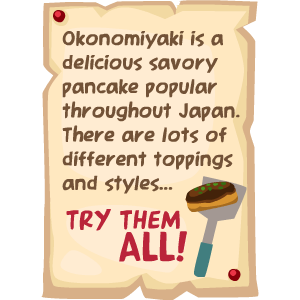 Okonomiyaki is a
delicious savory
pancake popular
throughout Japan.
There are lots of
different toppings
and styles...
TRY THEM
ALL!